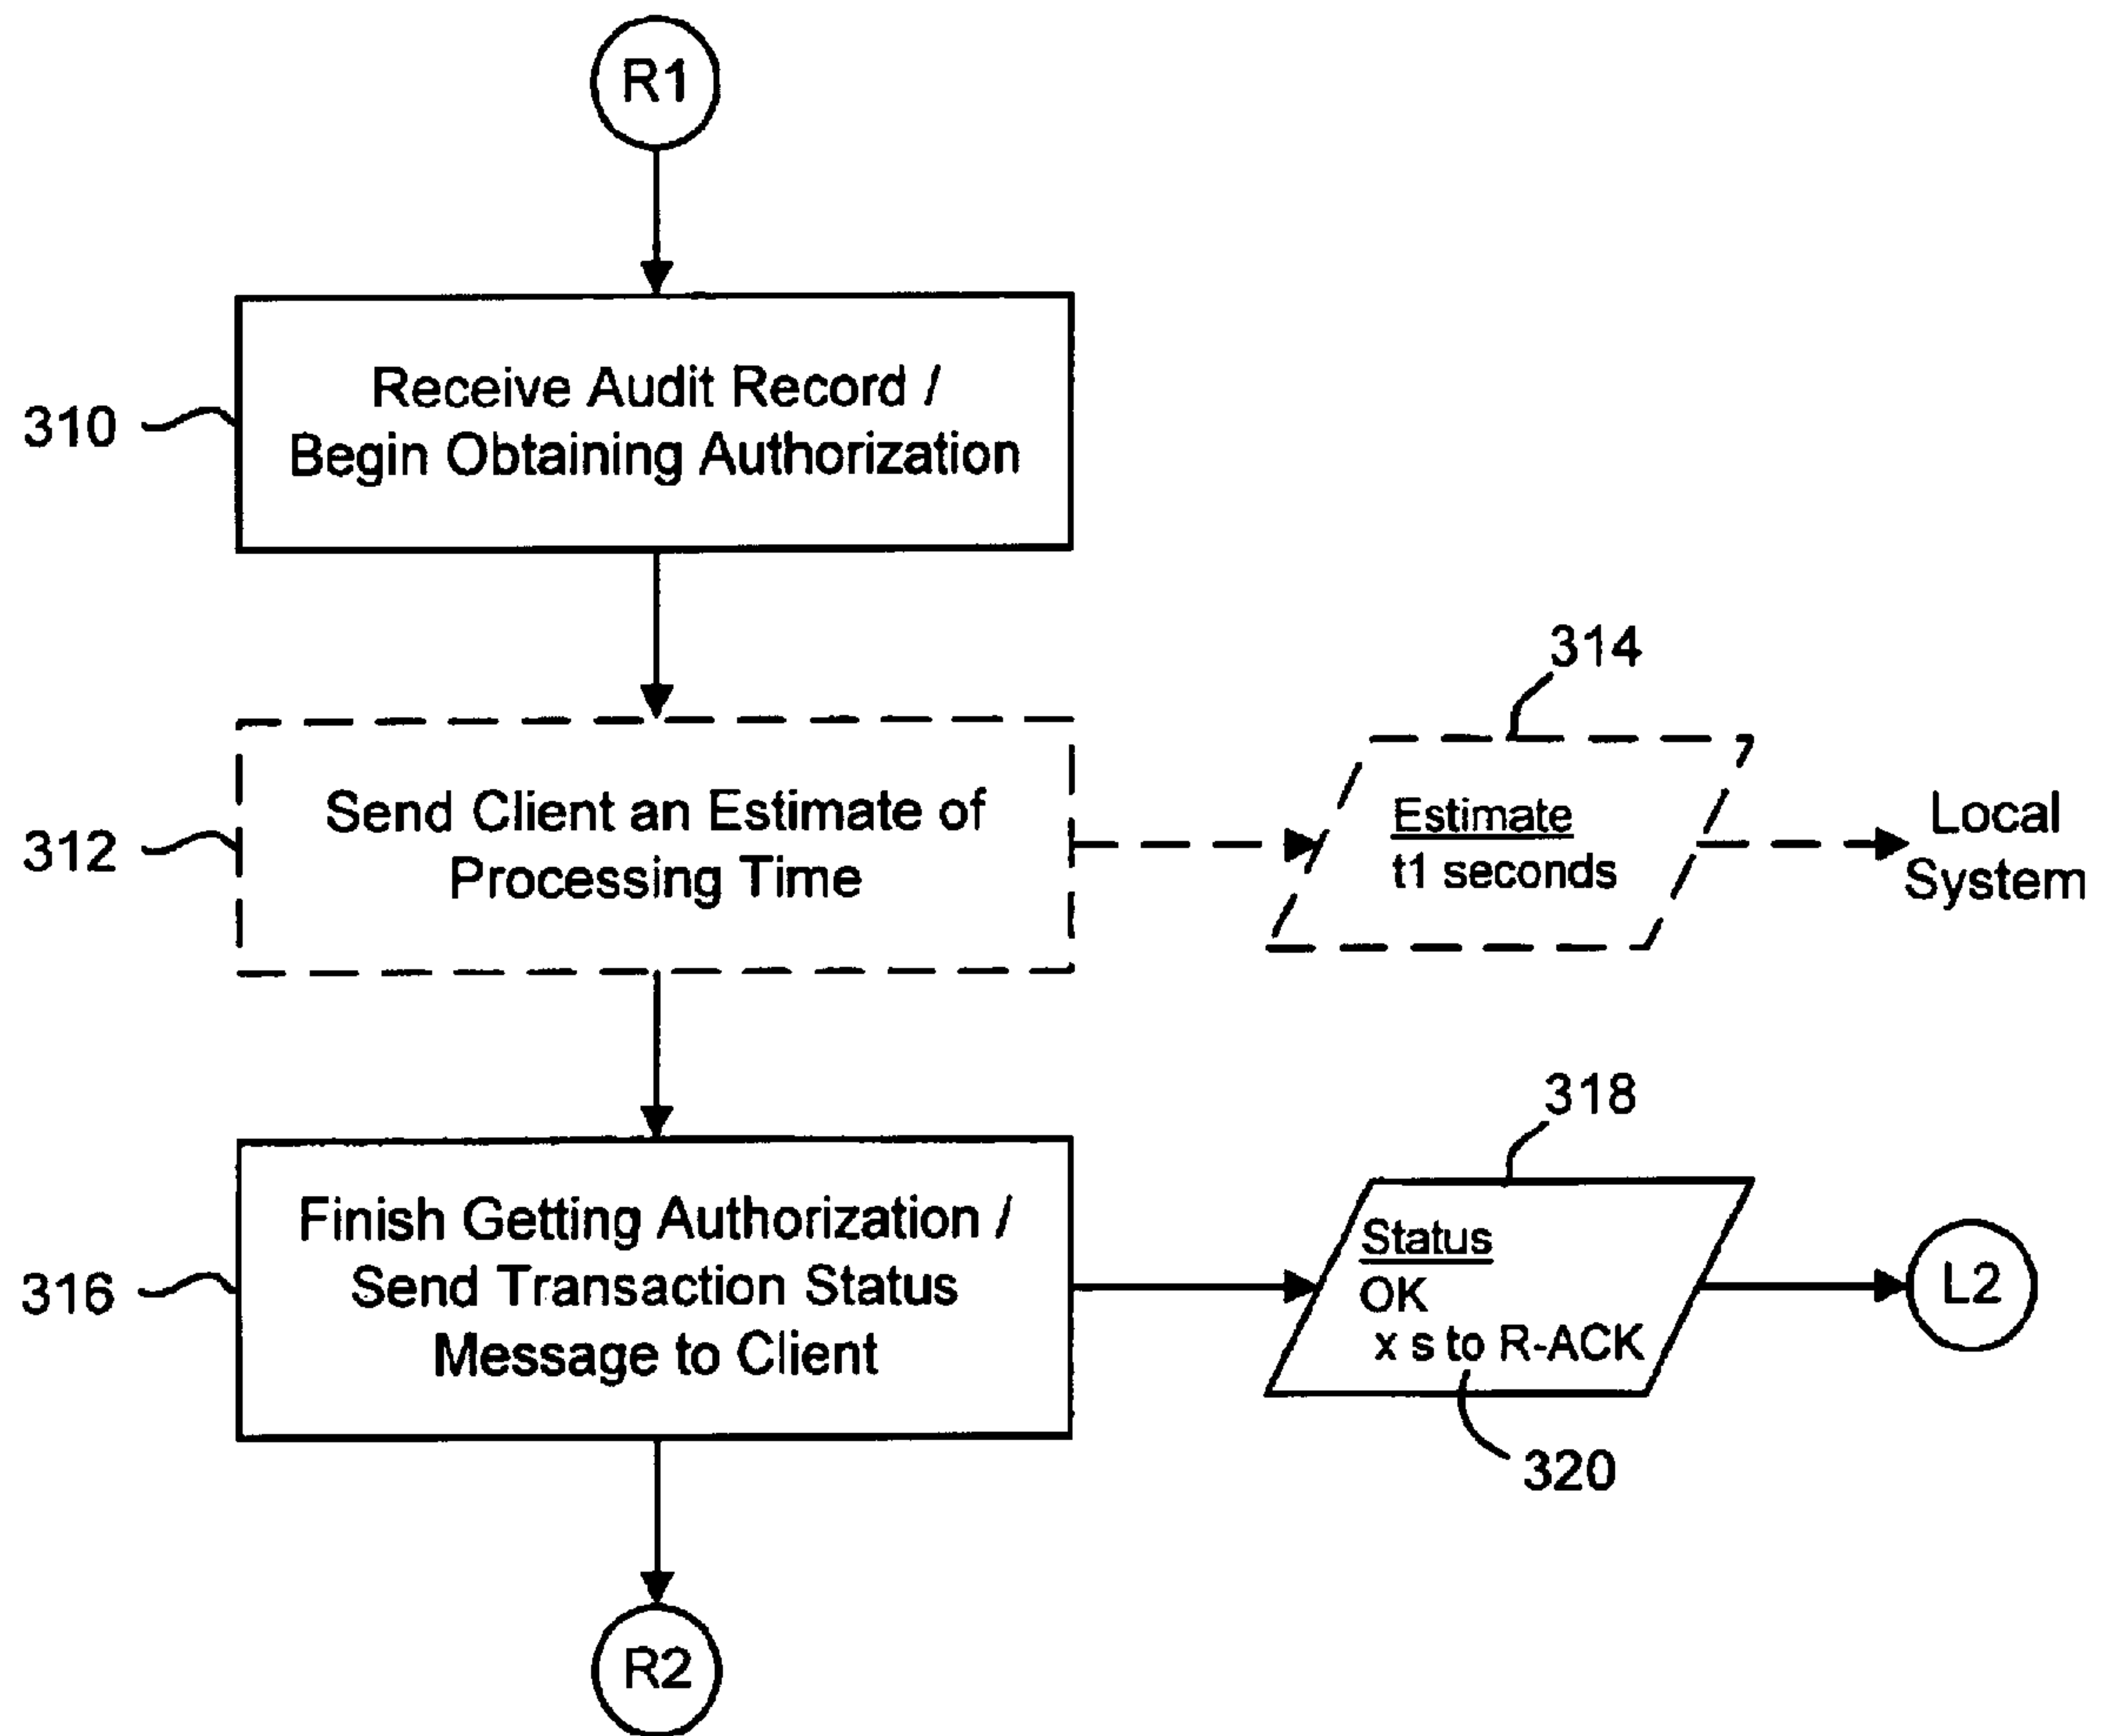 R1
310
Receive Audit Record /
Begin Obtaining Authorization
314
312
Send Client an Estimate of
Processing Time
Estimate
t1 seconds
Local
System
318
316
Finish Getting Authorization /
Send Transaction Status
Message to Client
Status
OK
x s to R-ACK
L2
320
R2